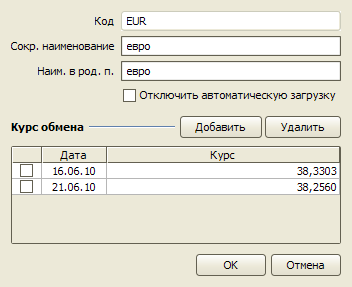 Код EUR
Сокр. наименование евро
Наим. в род. п. евро
Отключить автоматическую загрузку
Курс обмена Добавить Удалить
Дата Курс
16.06.10 38,3303
21.06.10 38,2560
OK Отмена